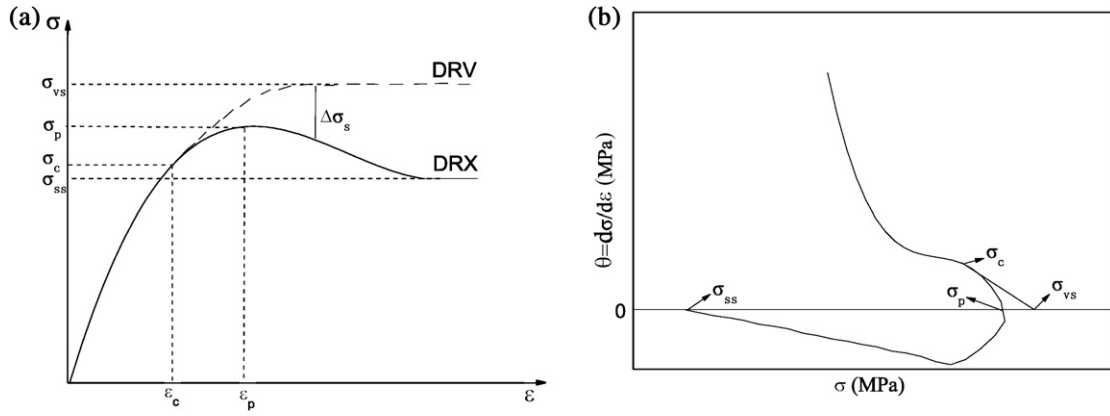 (a)
σ
σvs
σp
σc
σss
DRV
Δσs
DRX
εc
εp
ε
(b)
θ=dσ/dε (MPa)
0
σss
σp
σc
σvs
σ (MPa)